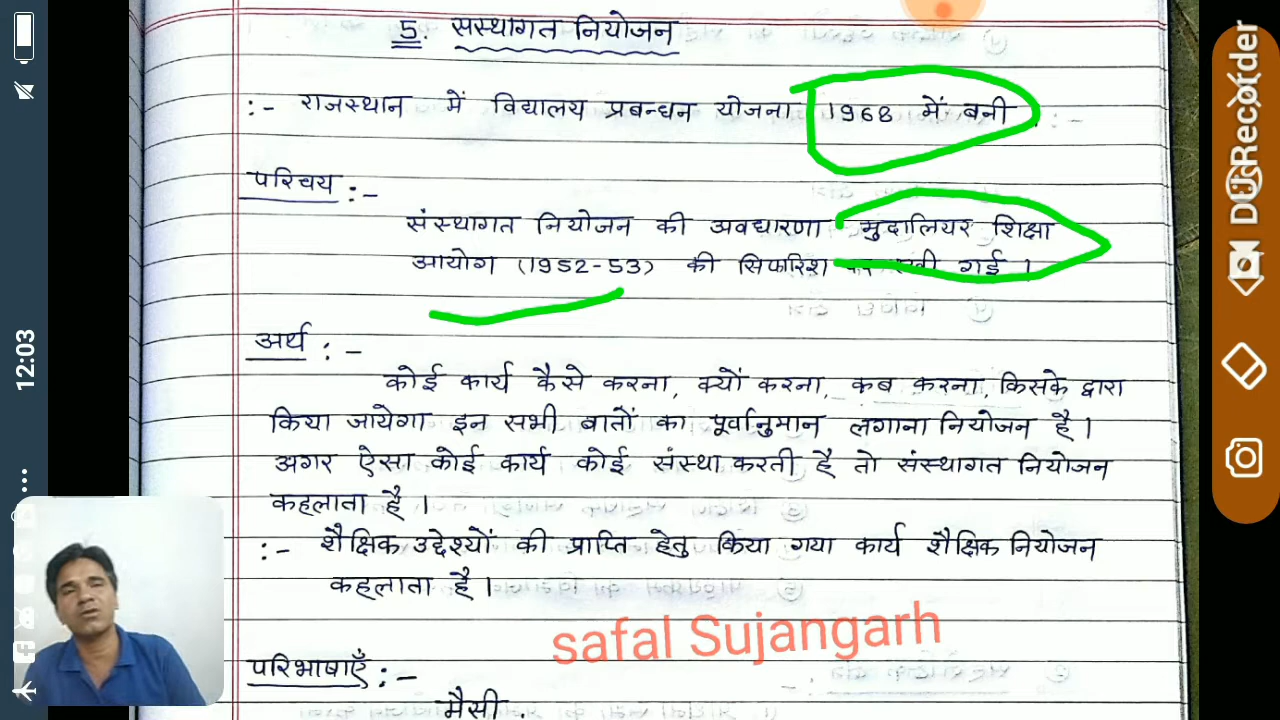 5. संस्थागत नियोजन
:- राजस्थान में विद्यालय प्रबन्धन योजना 1968 में बनी
परिचय :-
संस्थागत नियोजन की अवधारणा मुदालियर शिक्षा
आयोग (1952-53) की सिफारिश गई ।
अर्थ :-
कोई कार्य कैसे करना, क्यों करना, कब करना, किसके द्वारा
किया जायेगा इन सभी बातों का पूर्वानुमान लगाना नियोजन है ।
अगर ऐसा कोई कार्य कोई संस्था करती है तो संस्थागत नियोजन
कहलाता है ।
:- शैक्षिक उद्देश्यों की प्राप्ति हेतु किया गया कार्य शैक्षिक नियोजन
कहलाता है ।
safal Sujangarh
परिभाषाएँ :-
मैसी
12:03
DU Recorder